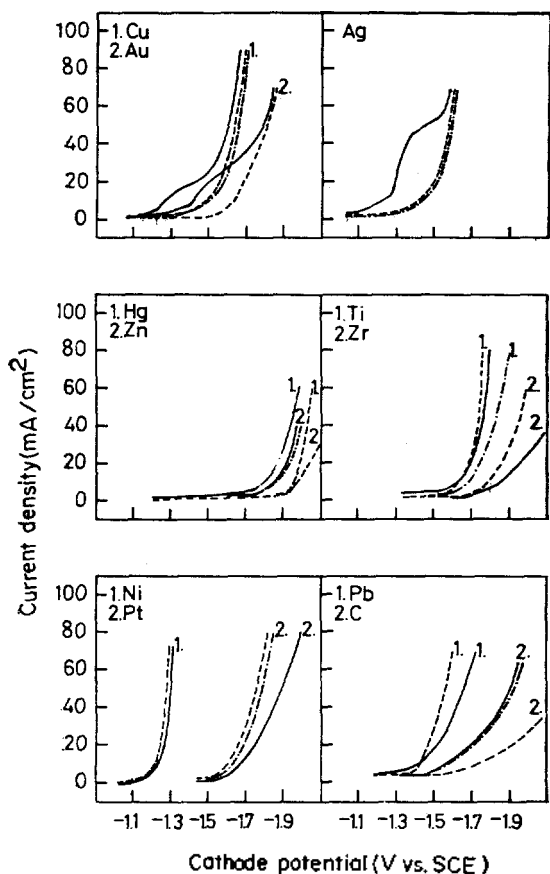 1.Cu
2.Au
Ag
100
80
60
40
20
0
1.
2.
1.Hg
2.Zn
1.Ti
2.Zr
100
80
60
40
20
0
1.
1.
2.
2.
1.
1.
2.
2.
1.Ni
2.Pt
1.Pb
2.C
100
80
60
40
20
0
1.
2.
2.
1.
1.
2.
2.
-1.1 -1.3 -1.5 -1.7 -1.9
-1.1 -1.3 -1.5 -1.7 -1.9
Current density(mA/cm²)
Cathode potential(V vs. SCE)